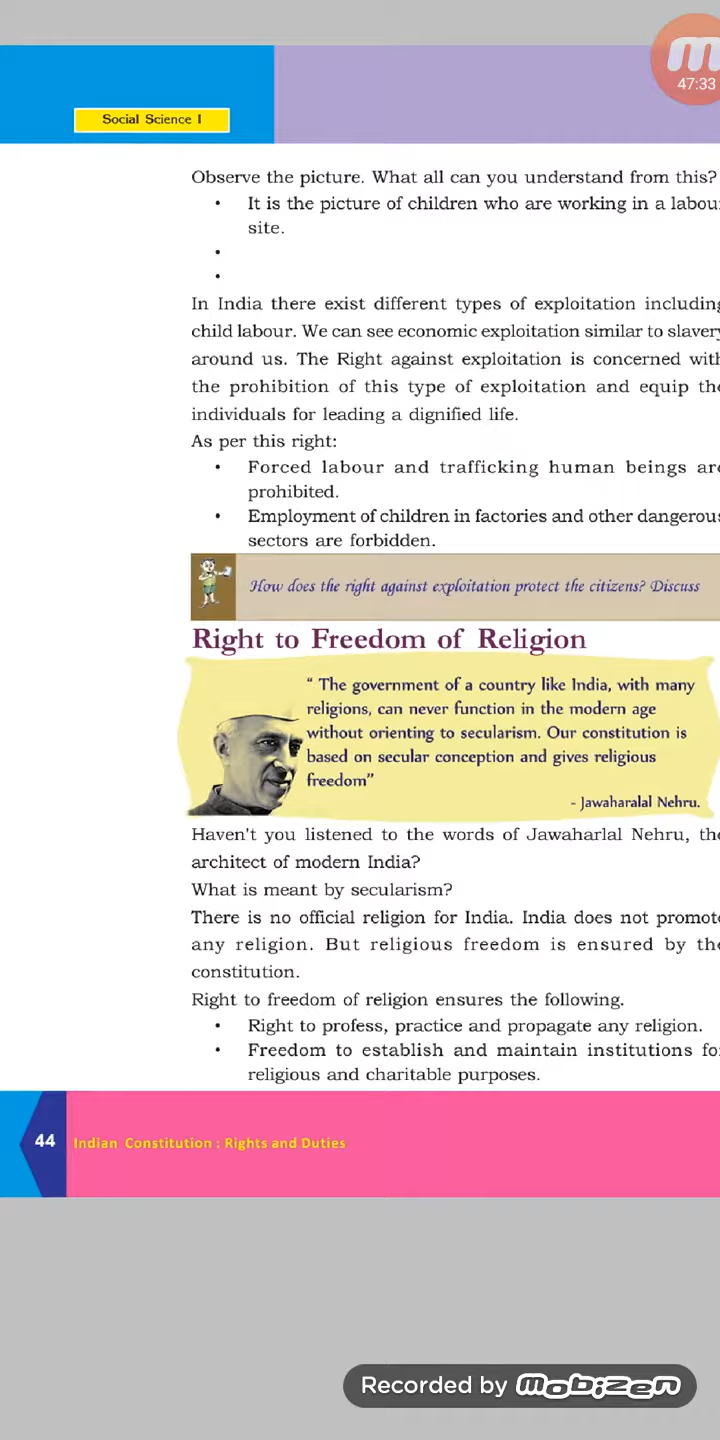 47:33
Social Science I
Observe the picture. What all can you understand from this?
• It is the picture of children who are working in a labour
site.
•
•
In India there exist different types of exploitation including
child labour. We can see economic exploitation similar to slavery
around us. The Right against exploitation is concerned with
the prohibition of this type of exploitation and equip the
individuals for leading a dignified life.
As per this right:
• Forced labour and trafficking human beings are
prohibited.
• Employment of children in factories and other dangerous
sectors are forbidden.
How does the right against exploitation protect the citizens? Discuss
Right to Freedom of Religion
“ The government of a country like India, with many
religions, can never function in the modern age
without orienting to secularism. Our constitution is
based on secular conception and gives religious
freedom”
- Jawaharalal Nehru.
Haven't you listened to the words of Jawaharlal Nehru, the
architect of modern India?
What is meant by secularism?
There is no official religion for India. India does not promote
any religion. But religious freedom is ensured by the
constitution.
Right to freedom of religion ensures the following.
• Right to profess, practice and propagate any religion.
• Freedom to establish and maintain institutions for
religious and charitable purposes.
44 Indian Constitution : Rights and Duties
Recorded by mobizen